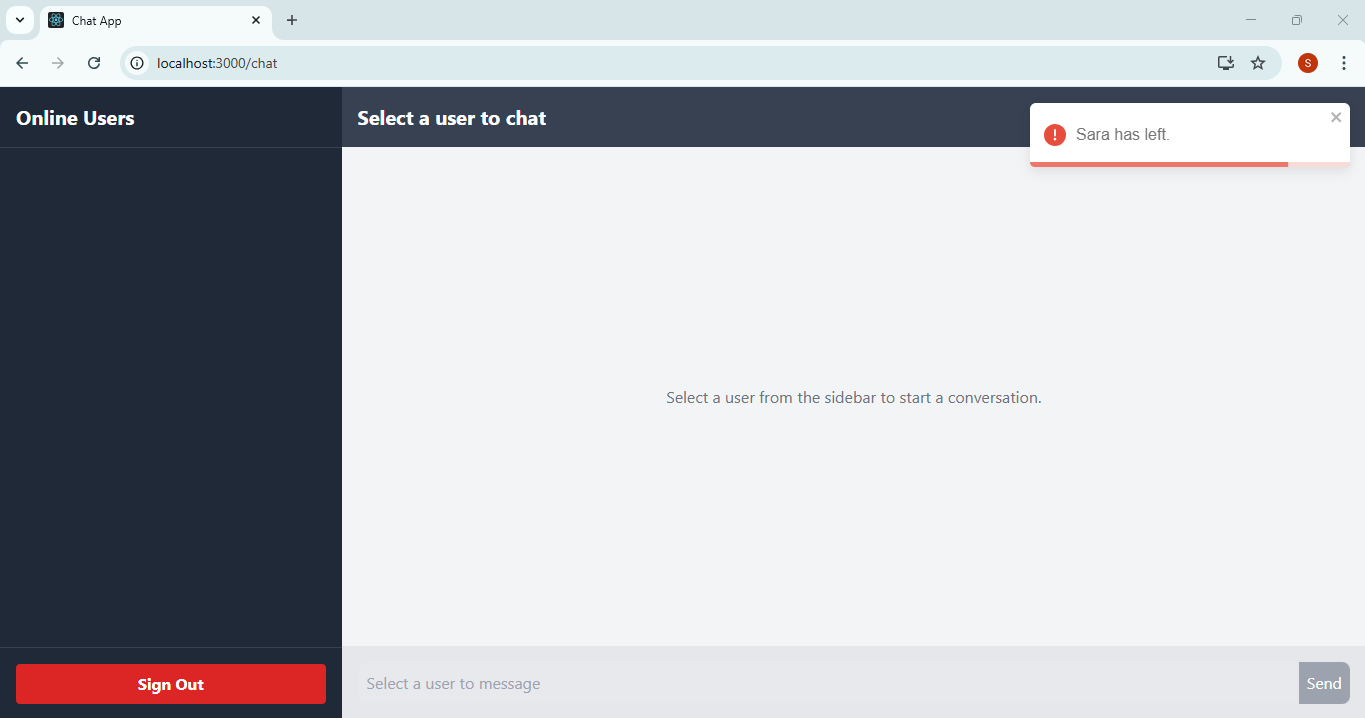 Chat App
localhost:3000/chat
S
Online Users
Select a user to chat
Sara has left.
Select a user from the sidebar to start a conversation.
Sign Out
Select a user to message
Send